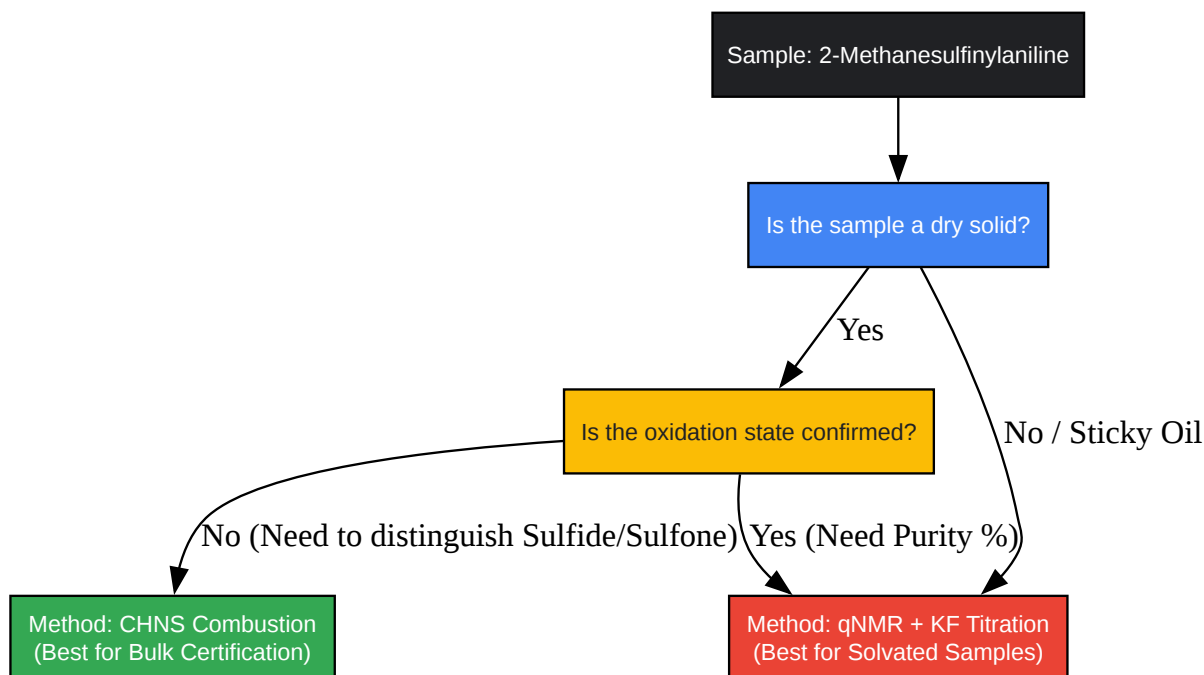 Sample: 2-Methanesulfinylaniline
Is the sample a dry solid?
Yes
Is the oxidation state confirmed?
No / Sticky Oil
No (Need to distinguish Sulfide/Sulfone)
Yes (Need Purity %)
Method: CHNS Combustion
(Best for Bulk Certification)
Method: qNMR + KF Titration
(Best for Solvated Samples)